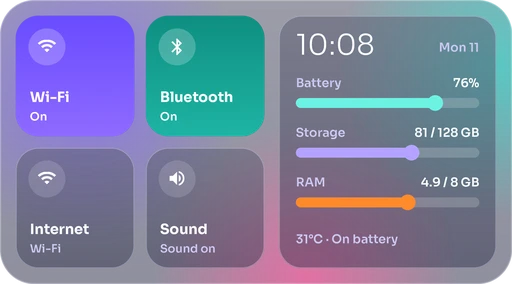 Wi-Fi
On
Bluetooth
On
Internet
Wi-Fi
Sound
Sound on
10:08
Mon 11
Battery
76%
Storage
81 / 128 GB
RAM
4.9 / 8 GB
31°C · On battery